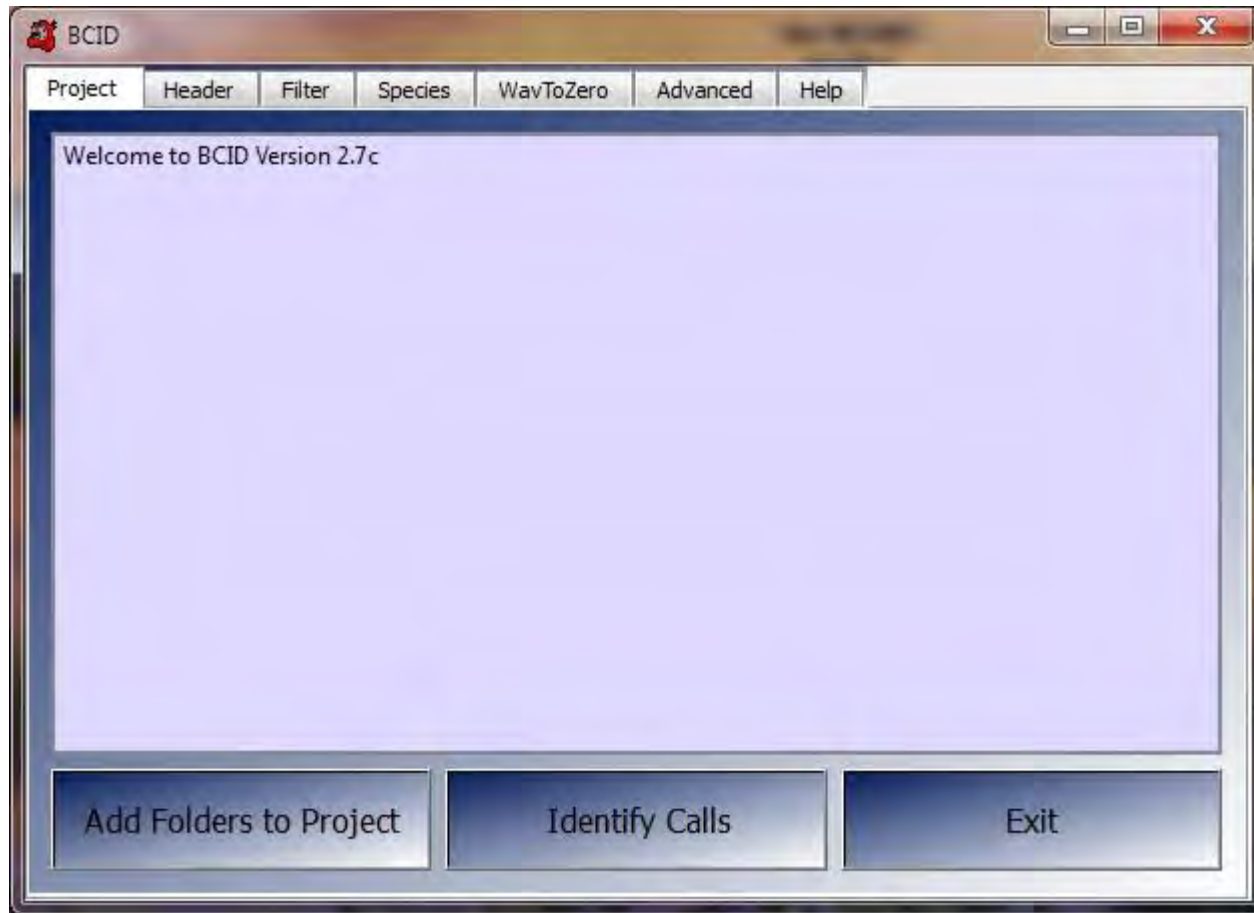 BCID
Project Header Filter Species WavToZero Advanced Help
Welcome to BCID Version 2.7c
Add Folders to Project Identify Calls Exit